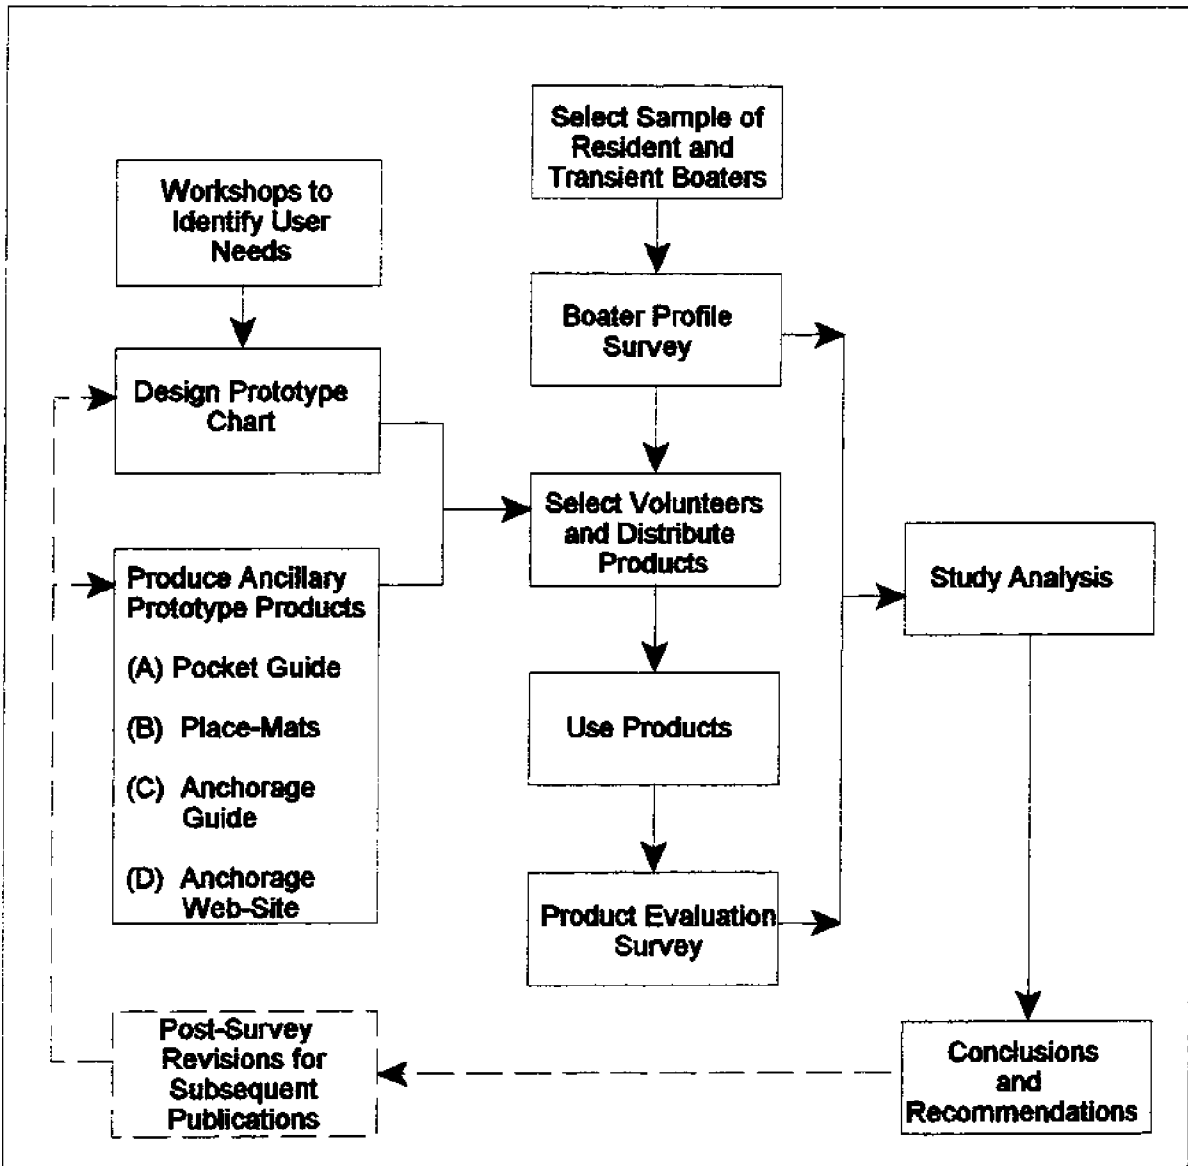 Select Sample of
Resident and
Transient Boaters
Workshops to
Identify User
Needs
Boater Profile
Survey
Design Prototype
Chart
Select Volunteers
and Distribute
Products
Produce Ancillary
Prototype Products
(A) Pocket Guide
(B) Place-Mats
(C) Anchorage
Guide
(D) Anchorage
Web-Site
Study Analysis
Use Products
Product Evaluation
Survey
Post-Survey
Revisions for
Subsequent
Publications
Conclusions
and
Recommendations